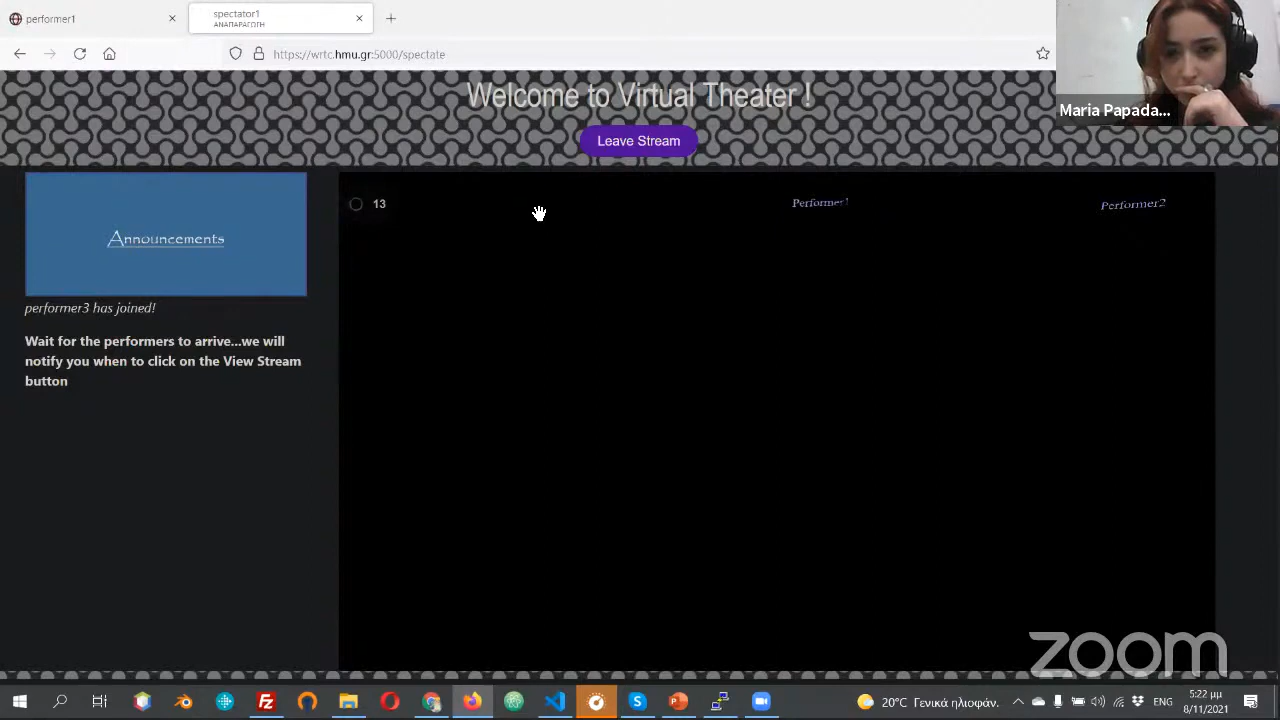 performer1
spectator1
ΑΝΑΠΑΡΑΓΩΓΗ
https://wrtc.hmu.gr:5000/spectate
Maria Papada...
Welcome to Virtual Theater !
Leave Stream
Announcements
13
Performer1
Performer2
performer3 has joined!
Wait for the performers to arrive...we will
notify you when to click on the View Stream
button
zoom
20°C Γενικά ηλιοφάν.
ENG
5:22 μμ
8/11/2021